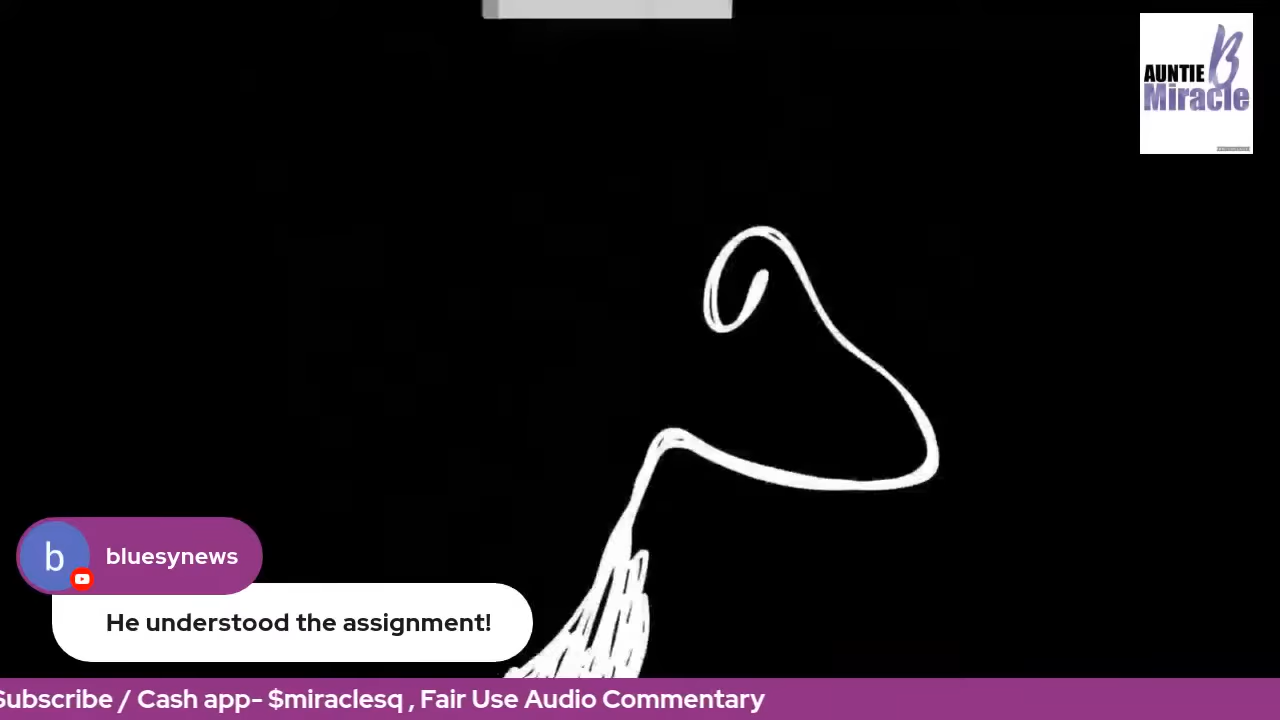 AUNTIE B
Miracle
b bluesynews
He understood the assignment!
Subscribe / Cash app- $miraclesq , Fair Use Audio Commentary